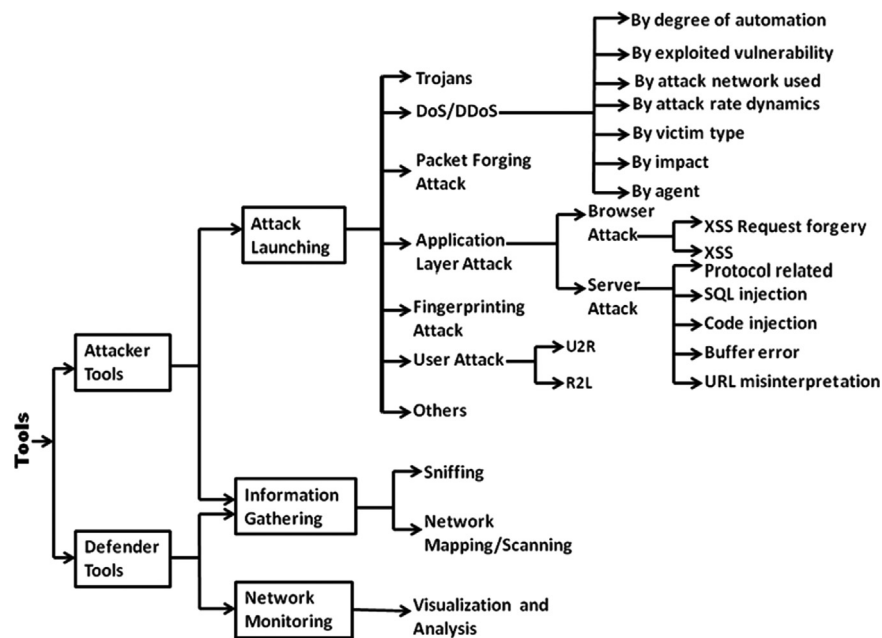 By degree of automation
By exploited vulnerability
Trojans
By attack network used
DoS/DDoS
By attack rate dynamics
By victim type
Packet Forging
Attack
By impact
By agent
Attack
Launching
Application
Layer Attack
Browser
Attack
XSS Request forgery
XSS
Server
Attack
Protocol related
SQL injection
Code injection
Buffer error
URL misinterpretation
Fingerprinting
Attack
User Attack
U2R
R2L
Others
Tools
Attacker
Tools
Information
Gathering
Sniffing
Network
Mapping/Scanning
Defender
Tools
Network
Monitoring
Visualization and
Analysis